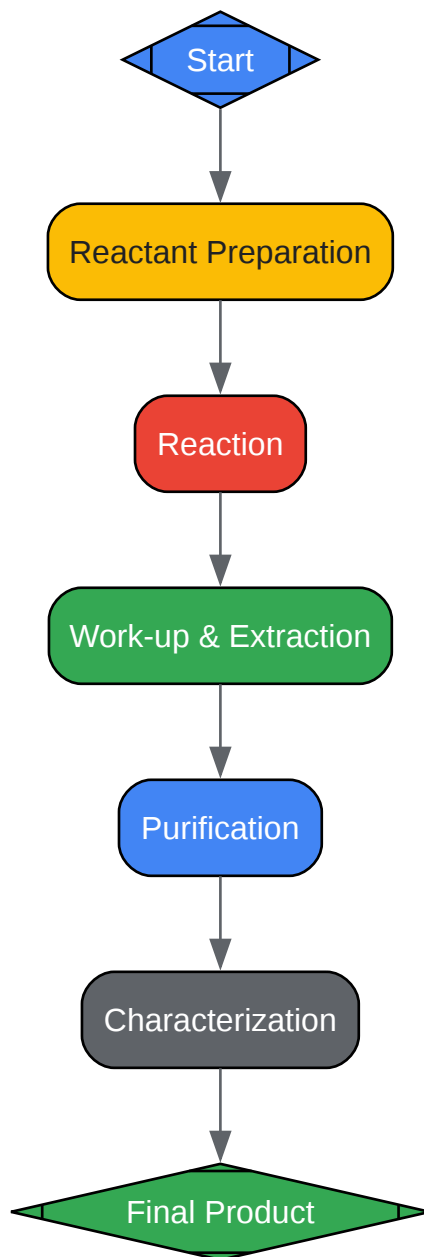 Start
Reactant Preparation
Reaction
Work-up & Extraction
Purification
Characterization
Final Product